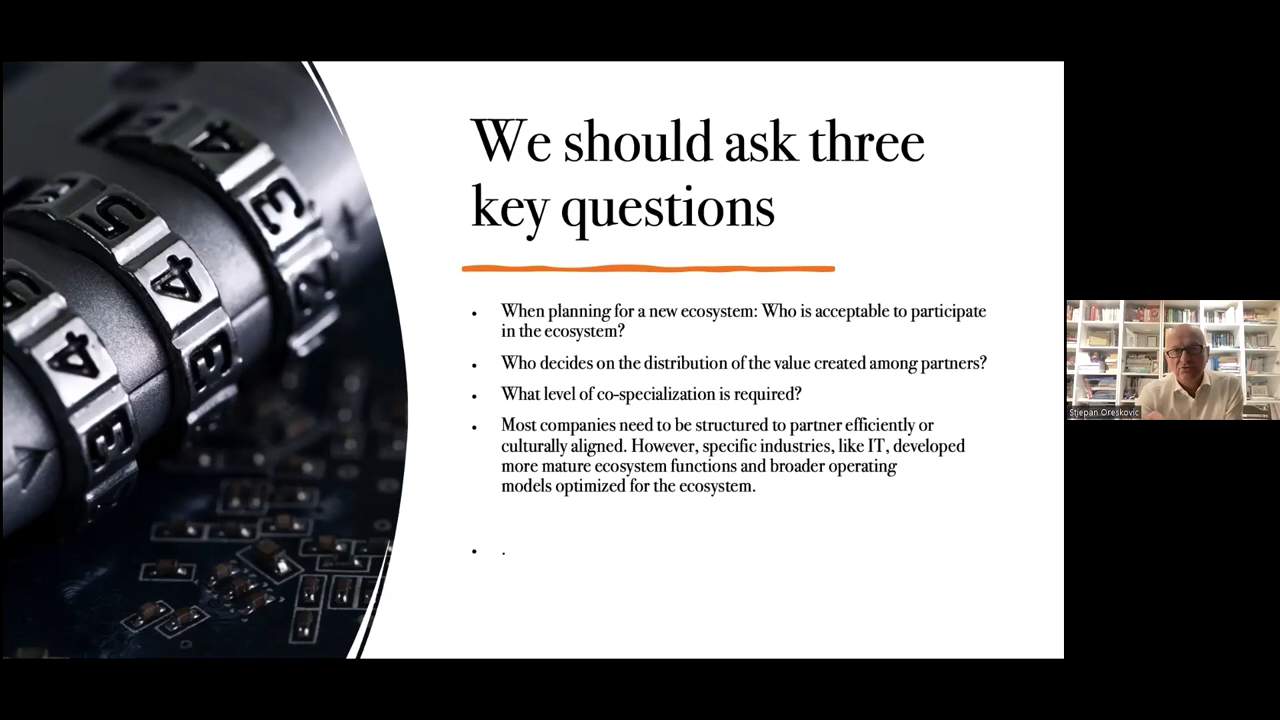 We should ask three
key questions
• When planning for a new ecosystem: Who is acceptable to participate
in the ecosystem?
• Who decides on the distribution of the value created among partners?
• What level of co-specialization is required?
• Most companies need to be structured to partner efficiently or
culturally aligned. However, specific industries, like IT, developed
more mature ecosystem functions and broader operating
models optimized for the ecosystem.
• .
Stjepan Oreskovic